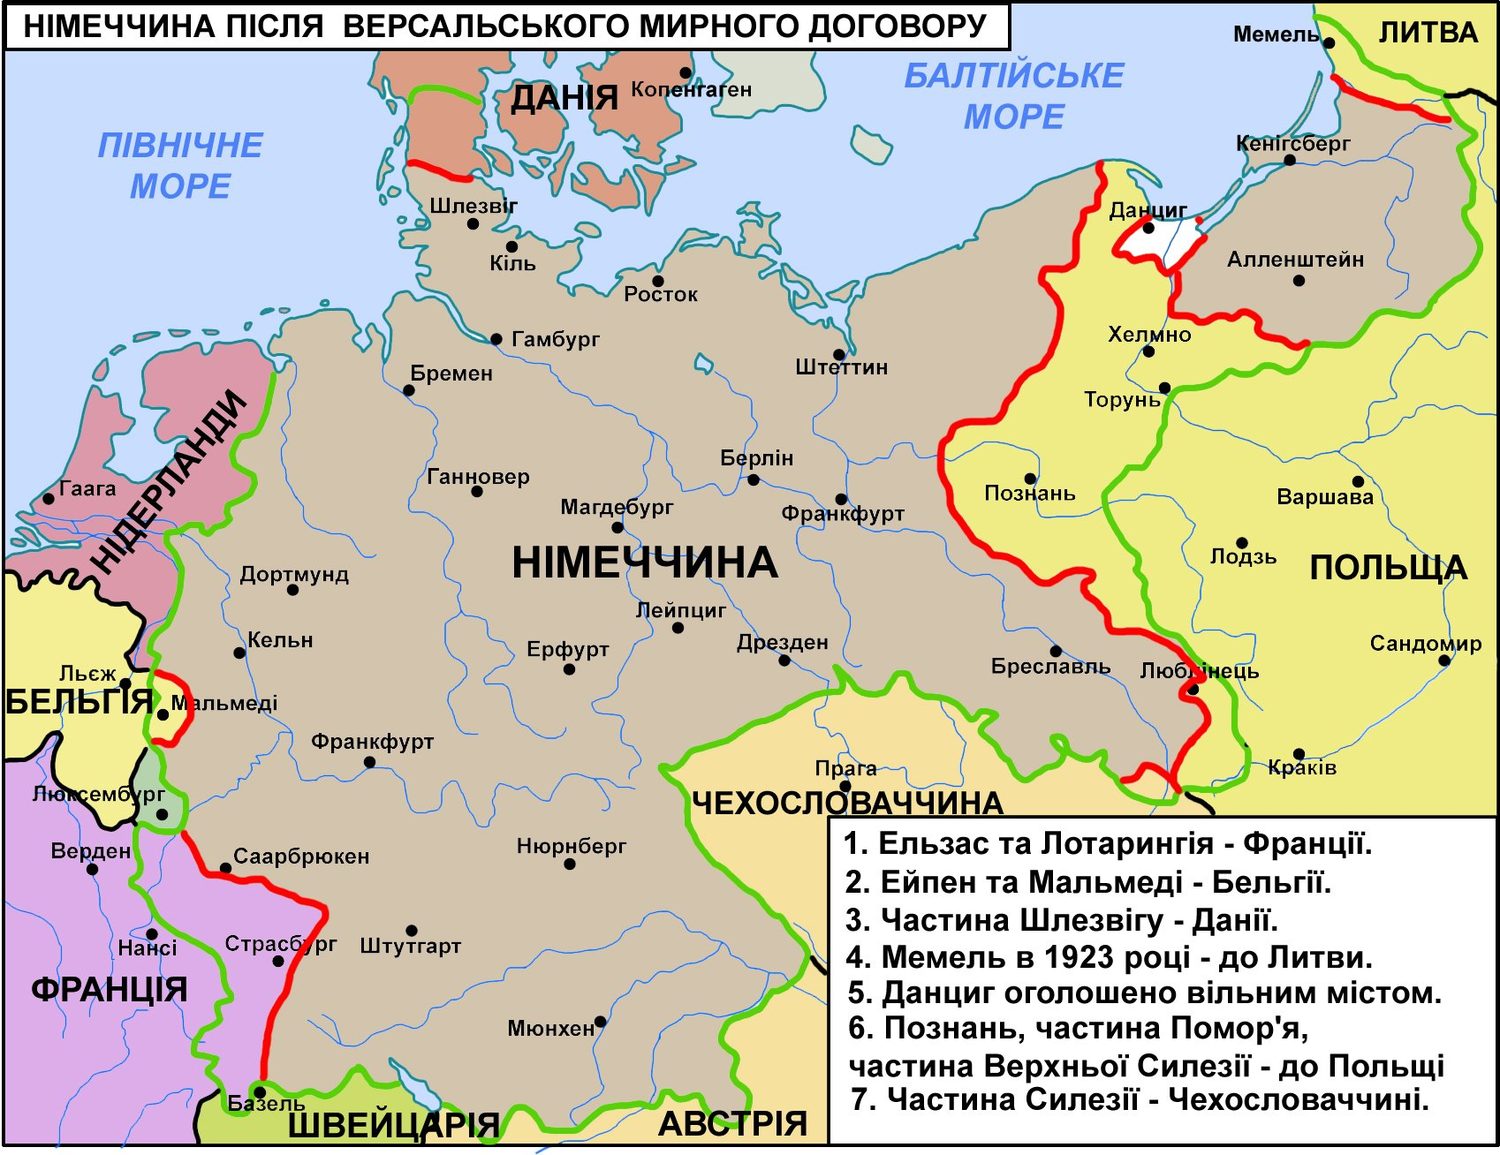 НІМЕЧЧИНА ПІСЛЯ ВЕРСАЛЬСЬКОГО МИРНОГО ДОГОВОРУ
Мемель
ЛИТВА
ДАНІЯ
Копенгаген
БАЛТІЙСЬКЕ
МОРЕ
ПІВНІЧНЕ
МОРЕ
Кенігсберг
Шлезвіг
Данциг
Кіль
Алленштейн
Росток
Гамбург
Хелмно
Штеттин
Бремен
Торунь
НІДЕРЛАНДИ
Гаага
Ганновер
Берлін
Магдебург
Франкфурт
Познань
Варшава
НІМЕЧЧИНА
Лодзь
ПОЛЬЩА
Дортмунд
Лейпциг
Кельн
Ерфурт
Дрезден
Бреславль
Люблінець
Сандомир
Льєж
БЕЛЬГІЯ
Мальмеді
Франкфурт
Прага
Краків
Люксембург
ЧЕХОСЛОВАЧЧИНА
Верден
Саарбрюкен
Нюрнберг
Нансі
Страсбург
Штутгарт
ФРАНЦІЯ
Мюнхен
Базель
ШВЕЙЦАРІЯ
АВСТРІЯ
1. Ельзас та Лотарингія - Франції.
2. Ейпен та Мальмеді - Бельгії.
3. Частина Шлезвігу - Данії.
4. Мемель в 1923 році - до Литви.
5. Данциг оголошено вільним містом.
6. Познань, частина Помор'я,
частина Верхньої Силезії - до Польщі
7. Частина Силезії - Чехословаччині.